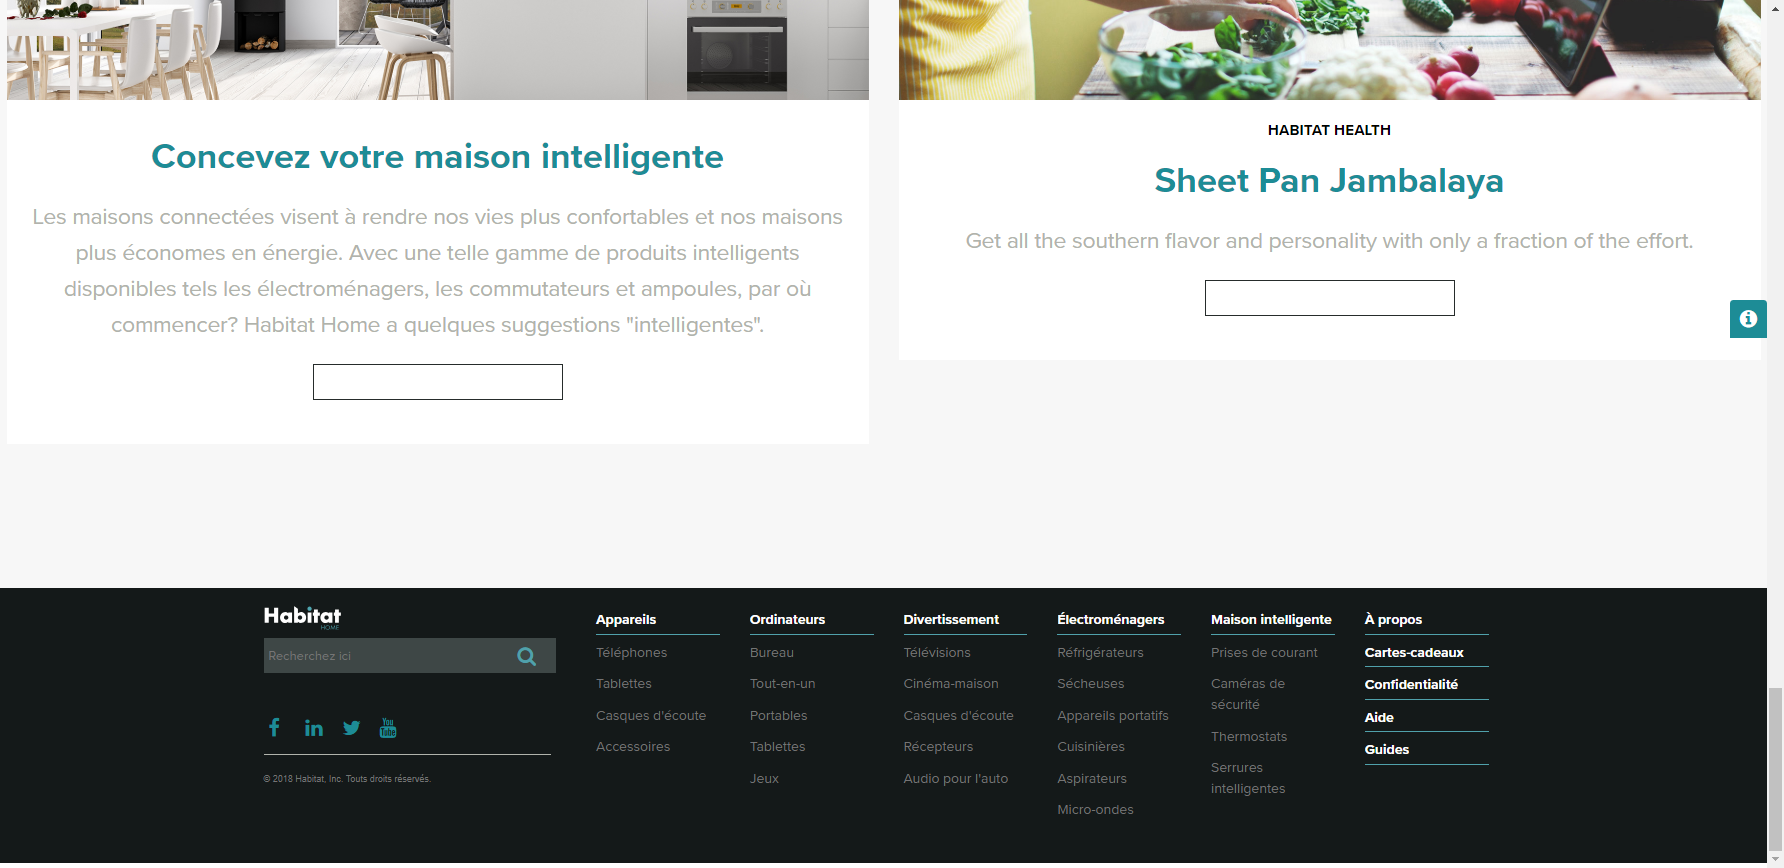 Concevez votre maison intelligente
Les maisons connectées visent à rendre nos vies plus confortables et nos maisons
plus économes en énergie. Avec une telle gamme de produits intelligents
disponibles tels les électroménagers, les commutateurs et ampoules, par où
commencer? Habitat Home a quelques suggestions "intelligentes".
HABITAT HEALTH
Sheet Pan Jambalaya
Get all the southern flavor and personality with only a fraction of the effort.
Habitat
HOME
Recherchez ici
You
Tube
© 2018 Habitat, Inc. Touts droits réservés.
Appareils
Téléphones
Tablettes
Casques d'écoute
Accessoires
Ordinateurs
Bureau
Tout-en-un
Portables
Tablettes
Jeux
Divertissement
Télévisions
Cinéma-maison
Casques d'écoute
Récepteurs
Audio pour l'auto
Électroménagers
Réfrigérateurs
Sécheuses
Appareils portatifs
Cuisinières
Aspirateurs
Micro-ondes
Maison intelligente
Prises de courant
Caméras de
sécurité
Thermostats
Serrures
intelligentes
À propos
Cartes-cadeaux
Confidentialité
Aide
Guides